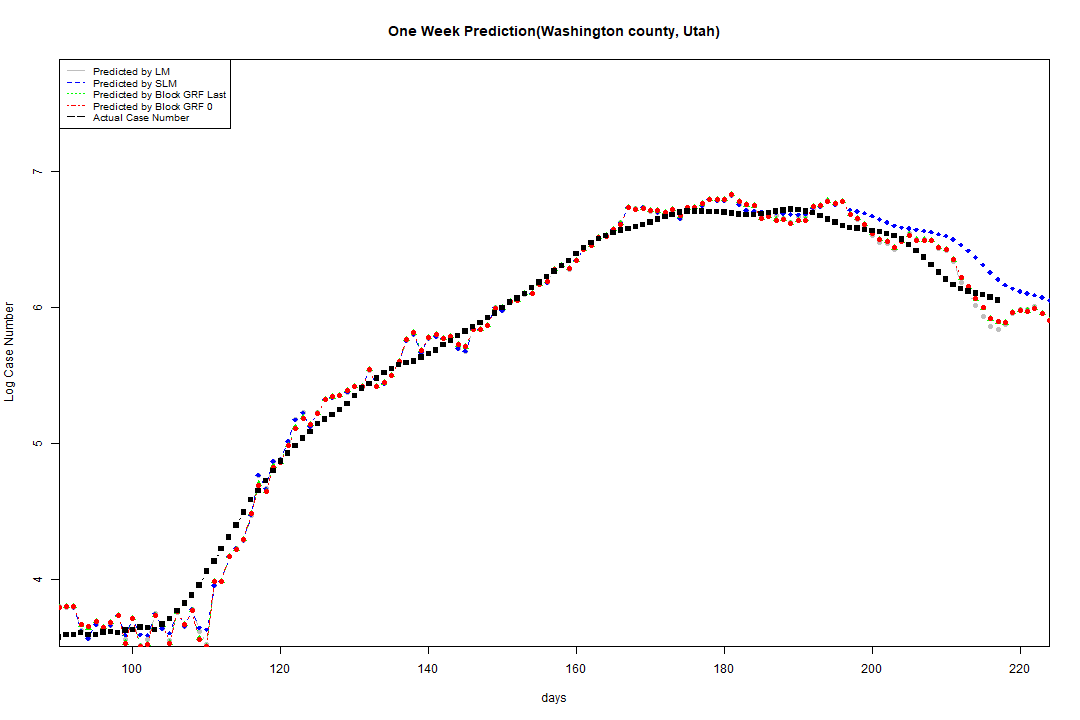 One Week Prediction(Washington county, Utah)
Predicted by LM
Predicted by SLM
Predicted by Block GRF Last
Predicted by Block GRF 0
Actual Case Number
7
6
5
4
Log Case Number
100 120 140 160 180 200 220
days